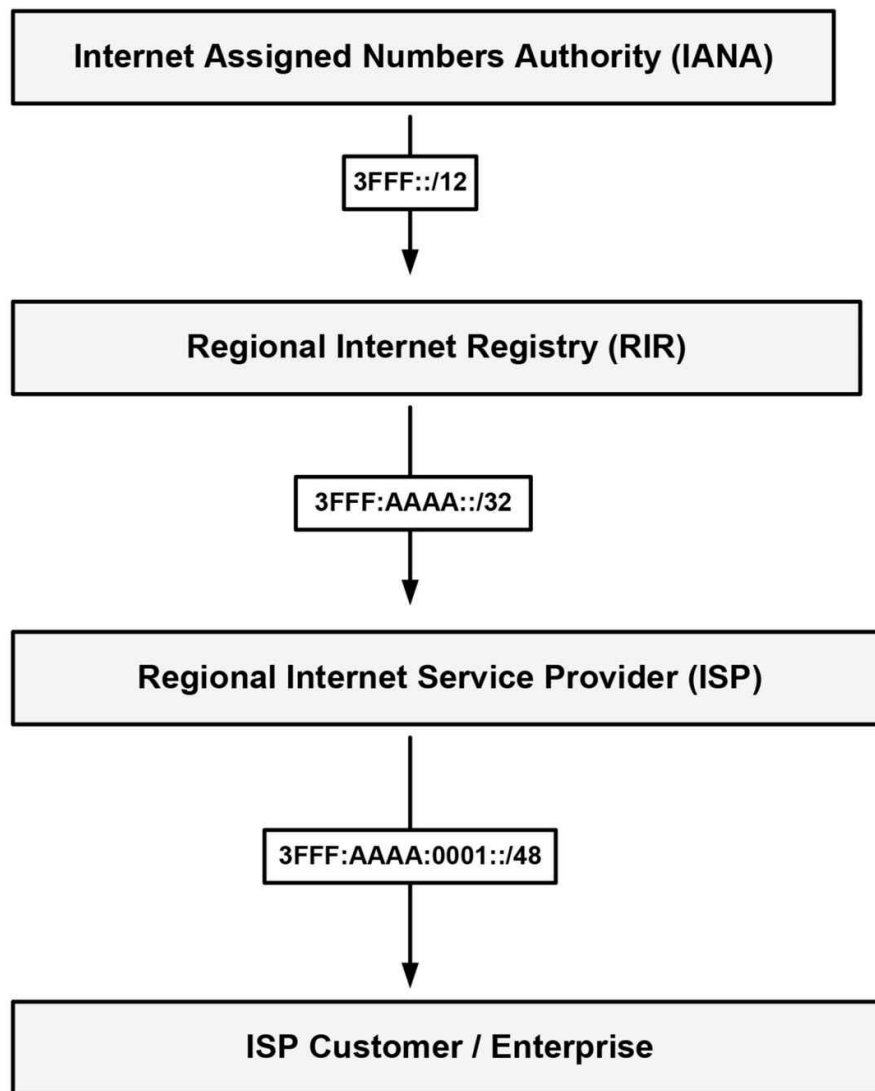 Internet Assigned Numbers Authority (IANA)
3FFF::/12
Regional Internet Registry (RIR)
3FFF:AAAA::/32
Regional Internet Service Provider (ISP)
3FFF:AAAA:0001::/48
ISP Customer / Enterprise